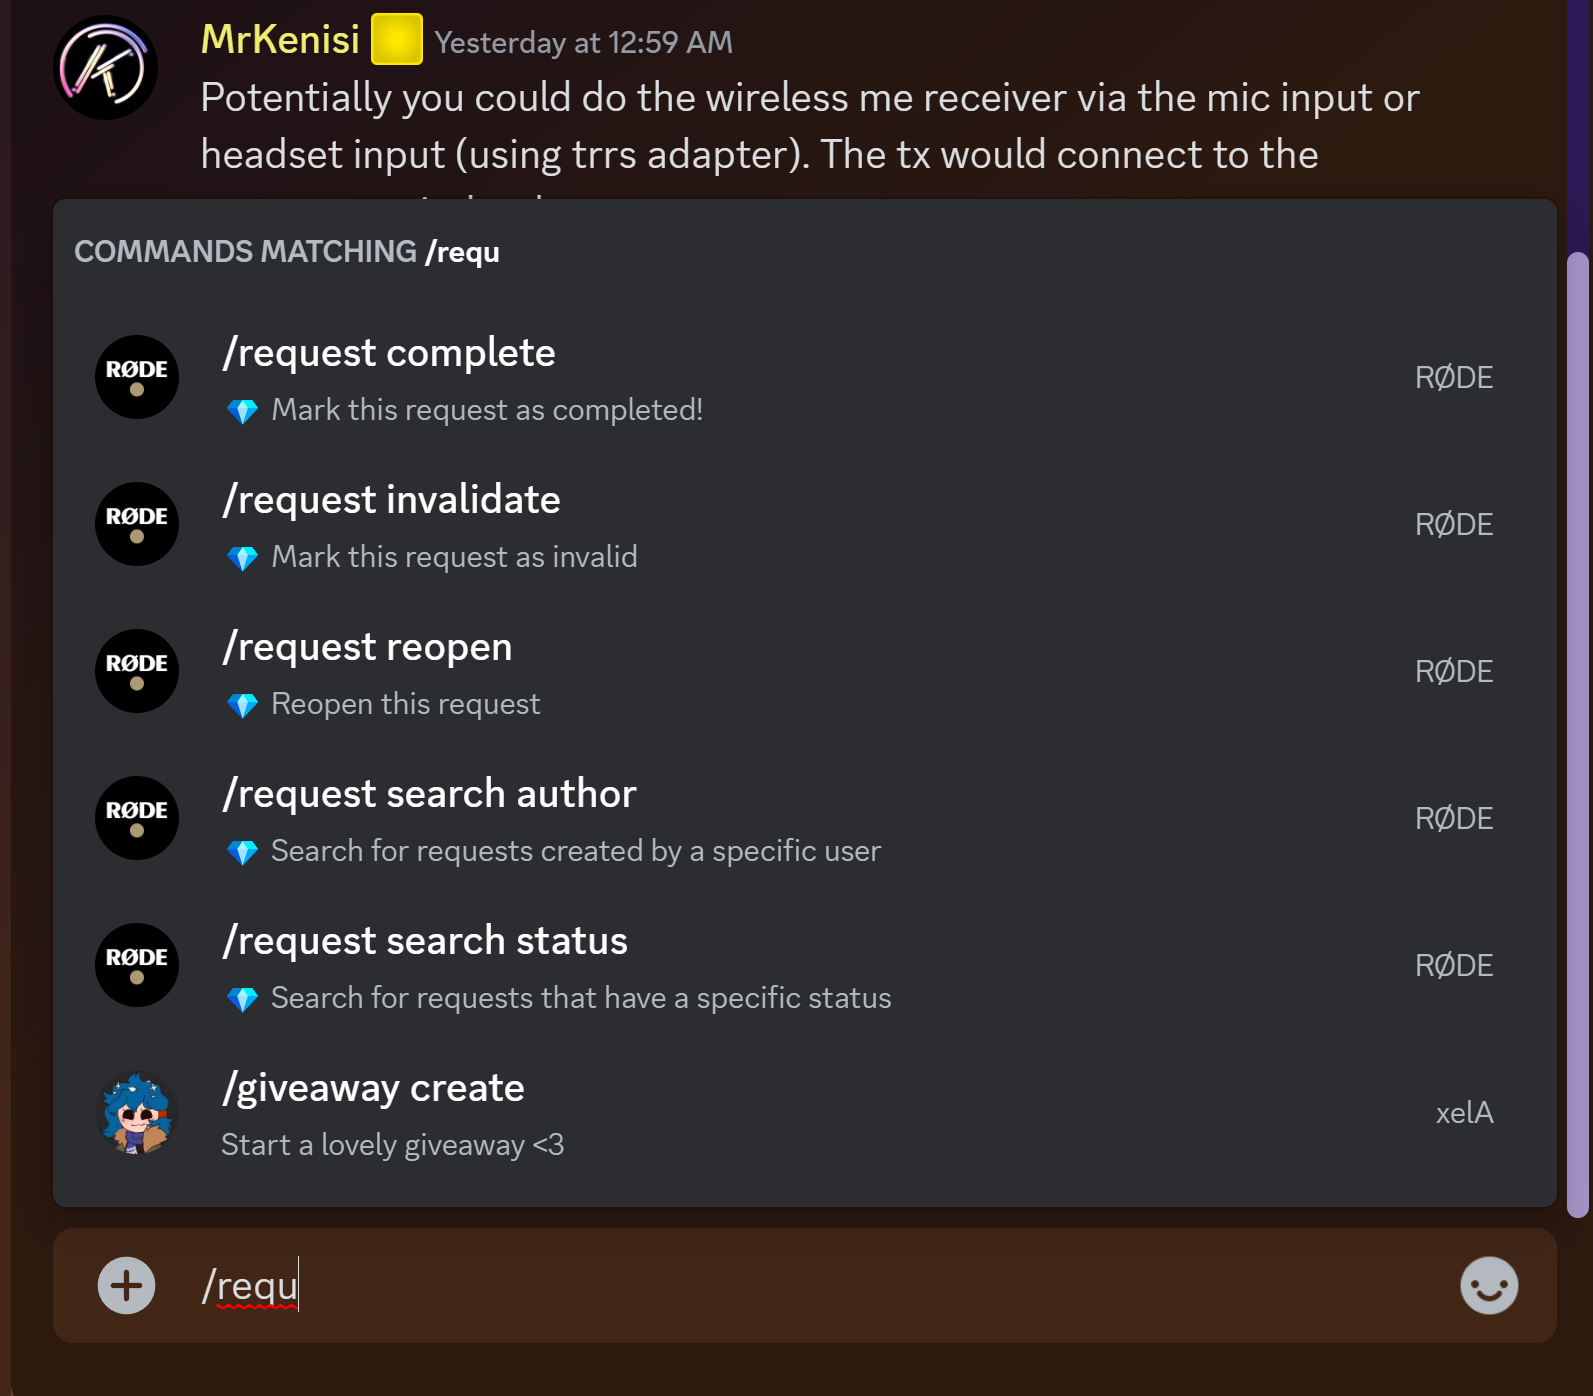 MrKenisi Yesterday at 12:59 AM
Potentially you could do the wireless me receiver via the mic input or
headset input (using trrs adapter). The tx would connect to the
COMMANDS MATCHING /requ
RØDE
/request complete
RØDE
💎 Mark this request as completed!
RØDE
/request invalidate
RØDE
💎 Mark this request as invalid
RØDE
/request reopen
RØDE
💎 Reopen this request
RØDE
/request search author
RØDE
💎 Search for requests created by a specific user
RØDE
/request search status
RØDE
💎 Search for requests that have a specific status
/giveaway create
xelA
Start a lovely giveaway <3
/requ